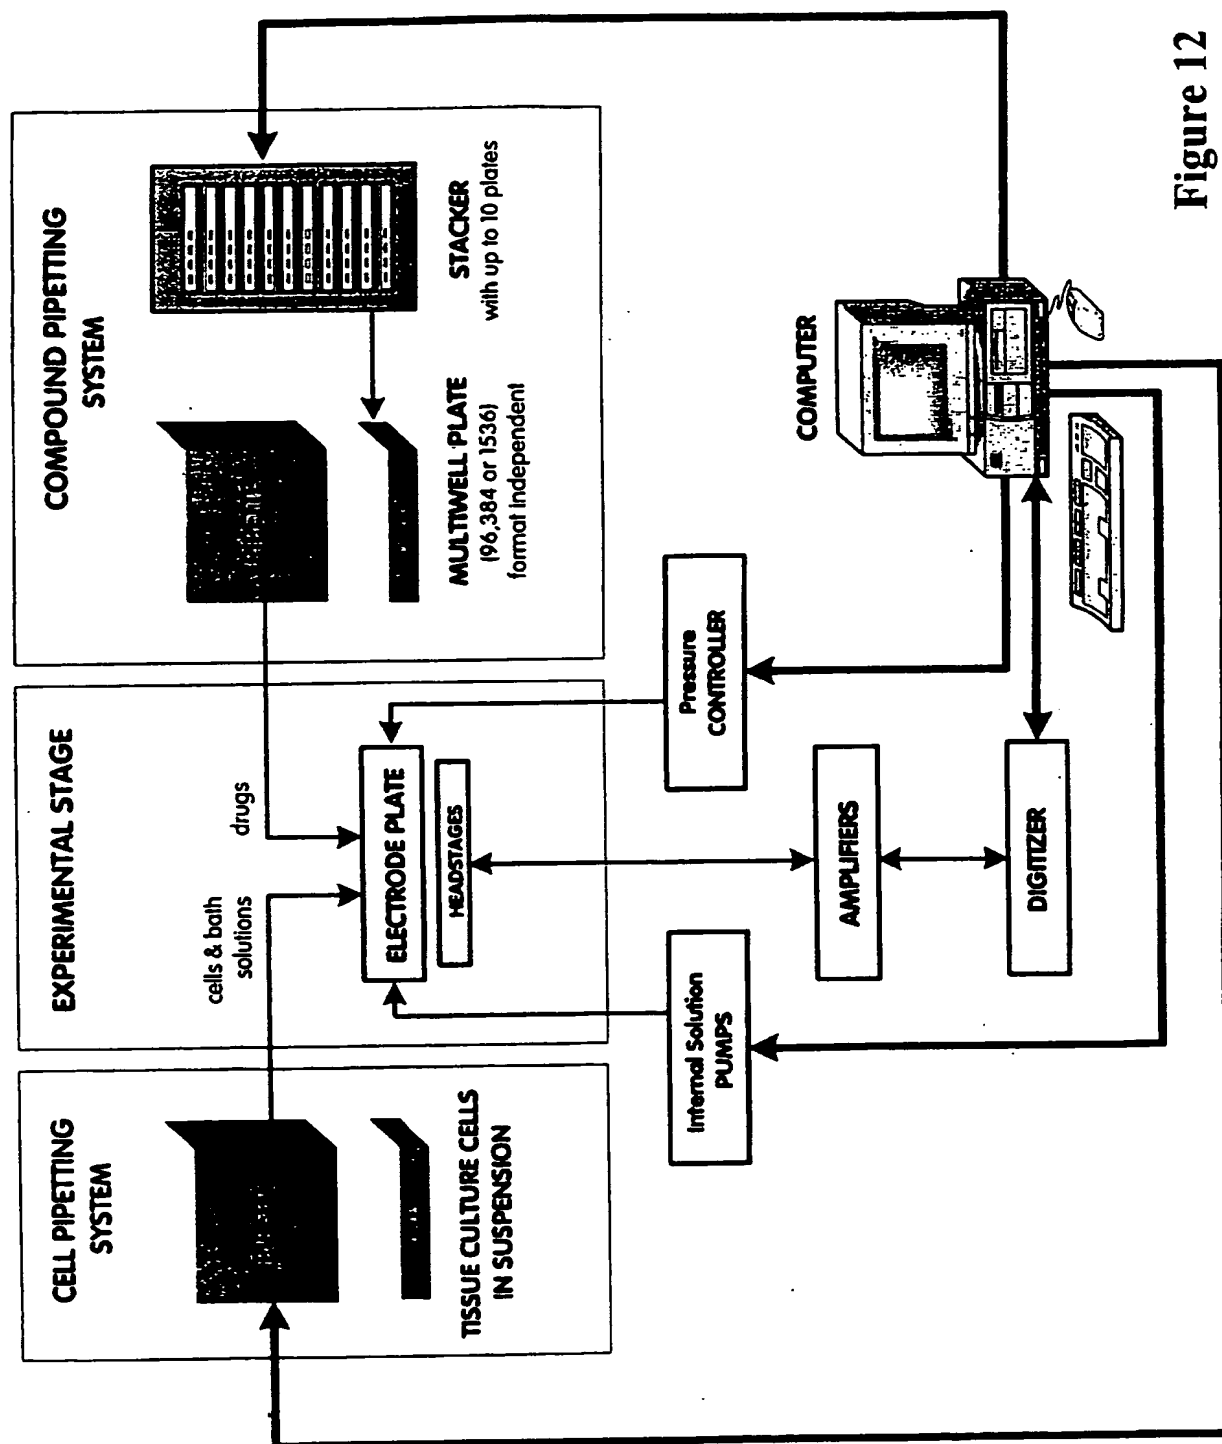 CELL PIPETTING
SYSTEM
TISSUE CULTURE CELLS
IN SUSPENSION
EXPERIMENTAL STAGE
cells & bath
solutions
drugs
ELECTRODE PLATE
HEADSTAGES
COMPOUND PIPETTING
SYSTEM
MULTIWELL PLATE
(96,384 or 1536)
format independent
STACKER
with up to 10 plates
Internal Solution
PUMPS
Pressure
CONTROLLER
AMPLIFIERS
DIGITIZER
COMPUTER
Figure 12